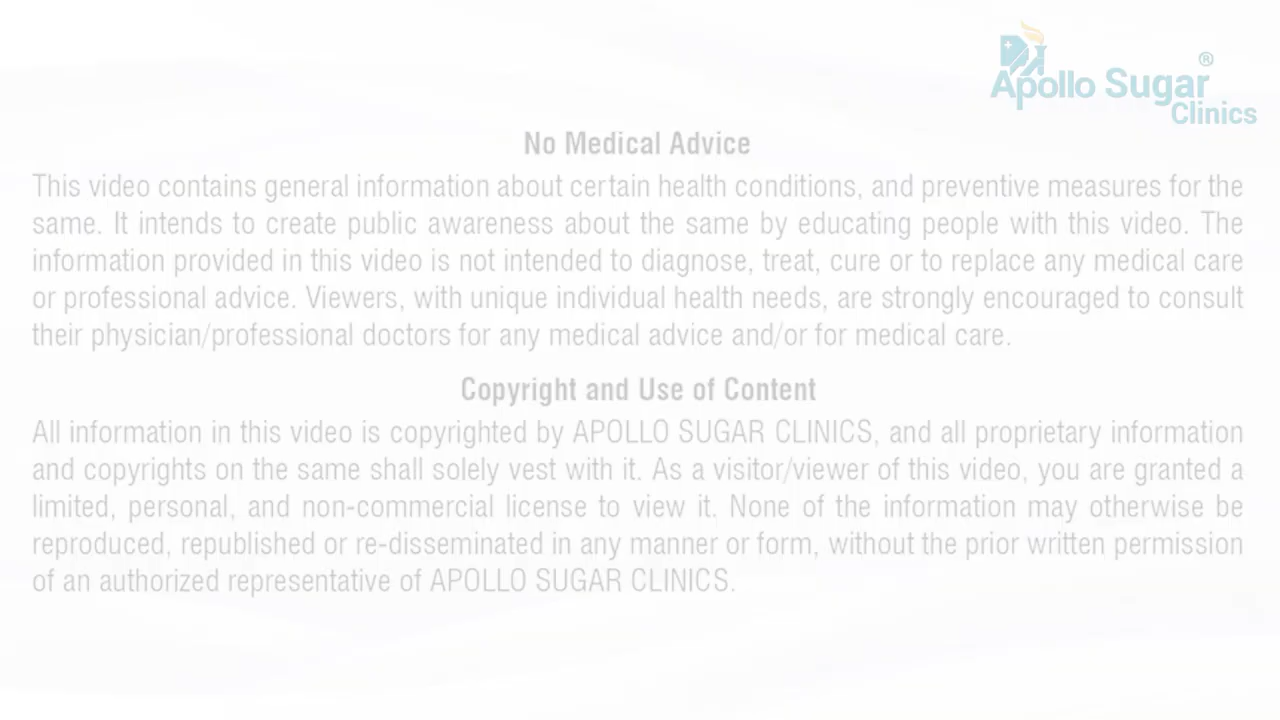 Apollo Sugar ®
Clinics
No Medical Advice
This video contains general information about certain health conditions, and preventive measures for the
same. It intends to create public awareness about the same by educating people with this video. The
information provided in this video is not intended to diagnose, treat, cure or to replace any medical care
or professional advice. Viewers, with unique individual health needs, are strongly encouraged to consult
their physician/professional doctors for any medical advice and/or for medical care.
Copyright and Use of Content
All information in this video is copyrighted by APOLLO SUGAR CLINICS, and all proprietary information
and copyrights on the same shall solely vest with it. As a visitor/viewer of this video, you are granted a
limited, personal, and non-commercial license to view it. None of the information may otherwise be
reproduced, republished or re-disseminated in any manner or form, without the prior written permission
of an authorized representative of APOLLO SUGAR CLINICS.